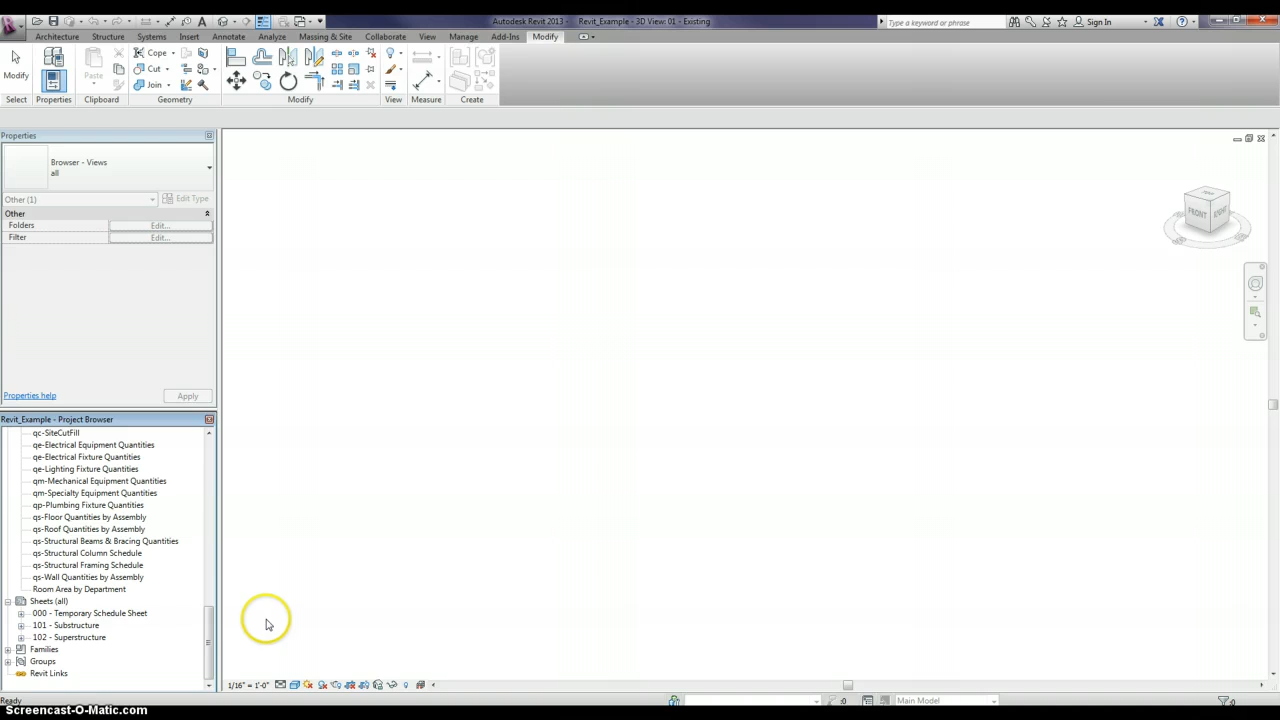 Autodesk Revit 2013 - Revit_Example - 3D View: 01 - Existing
Type a keyword or phrase
Sign In
Architecture Structure Systems Insert Annotate Analyze Massing & Site Collaborate View Manage Add-Ins Modify
Cope
Cut
Join
Modify
Paste
Select Properties Clipboard Geometry Modify View Measure Create
Properties
Browser - Views
all
Other (1)
Edit Type
Other
Folders Edit...
Filter Edit...
Properties help
Apply
TOP
FRONT
RIGHT
Revit_Example - Project Browser
qc-SiteCutFill
qe-Electrical Equipment Quantities
qe-Electrical Fixture Quantities
qe-Lighting Fixture Quantities
qm-Mechanical Equipment Quantities
qm-Specialty Equipment Quantities
qp-Plumbing Fixture Quantities
qs-Floor Quantities by Assembly
qs-Roof Quantities by Assembly
qs-Structural Beams & Bracing Quantities
qs-Structural Column Schedule
qs-Structural Framing Schedule
qs-Wall Quantities by Assembly
Room Area by Department
Sheets (all)
000 - Temporary Schedule Sheet
101 - Substructure
102 - Superstructure
Families
Groups
Revit Links
1/16" = 1'-0"
Ready
:0
Main Model
:0
Screencast-O-Matic.com